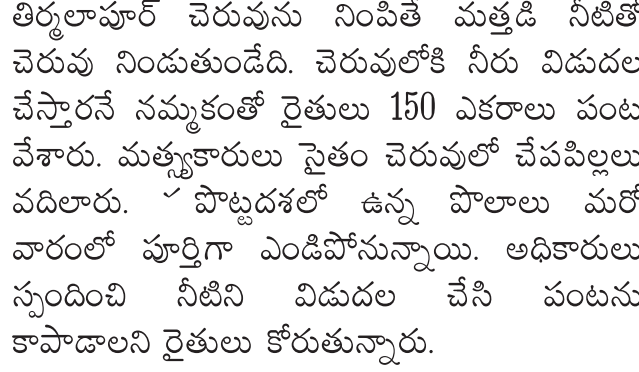 తిర్మలాపూర్ చెరువును నింపితే మత్తడి నీటితో
చెరువు నిండుతుండేది. చెరువులోకి నీరు విడుదల
చేస్తారనే నమ్మకంతో రైతులు 150 ఎకరాలు పంట
వేశారు. మత్స్యకారులు సైతం చెరువులో చేపపిల్లలు
వదిలారు. పొట్టదశలో ఉన్న పొలాలు మరో
వారంలో పూర్తిగా ఎండిపోనున్నాయి. అధికారులు
స్పందించి నీటిని విడుదల చేసి పంటను
కాపాడాలని రైతులు కోరుతున్నారు.